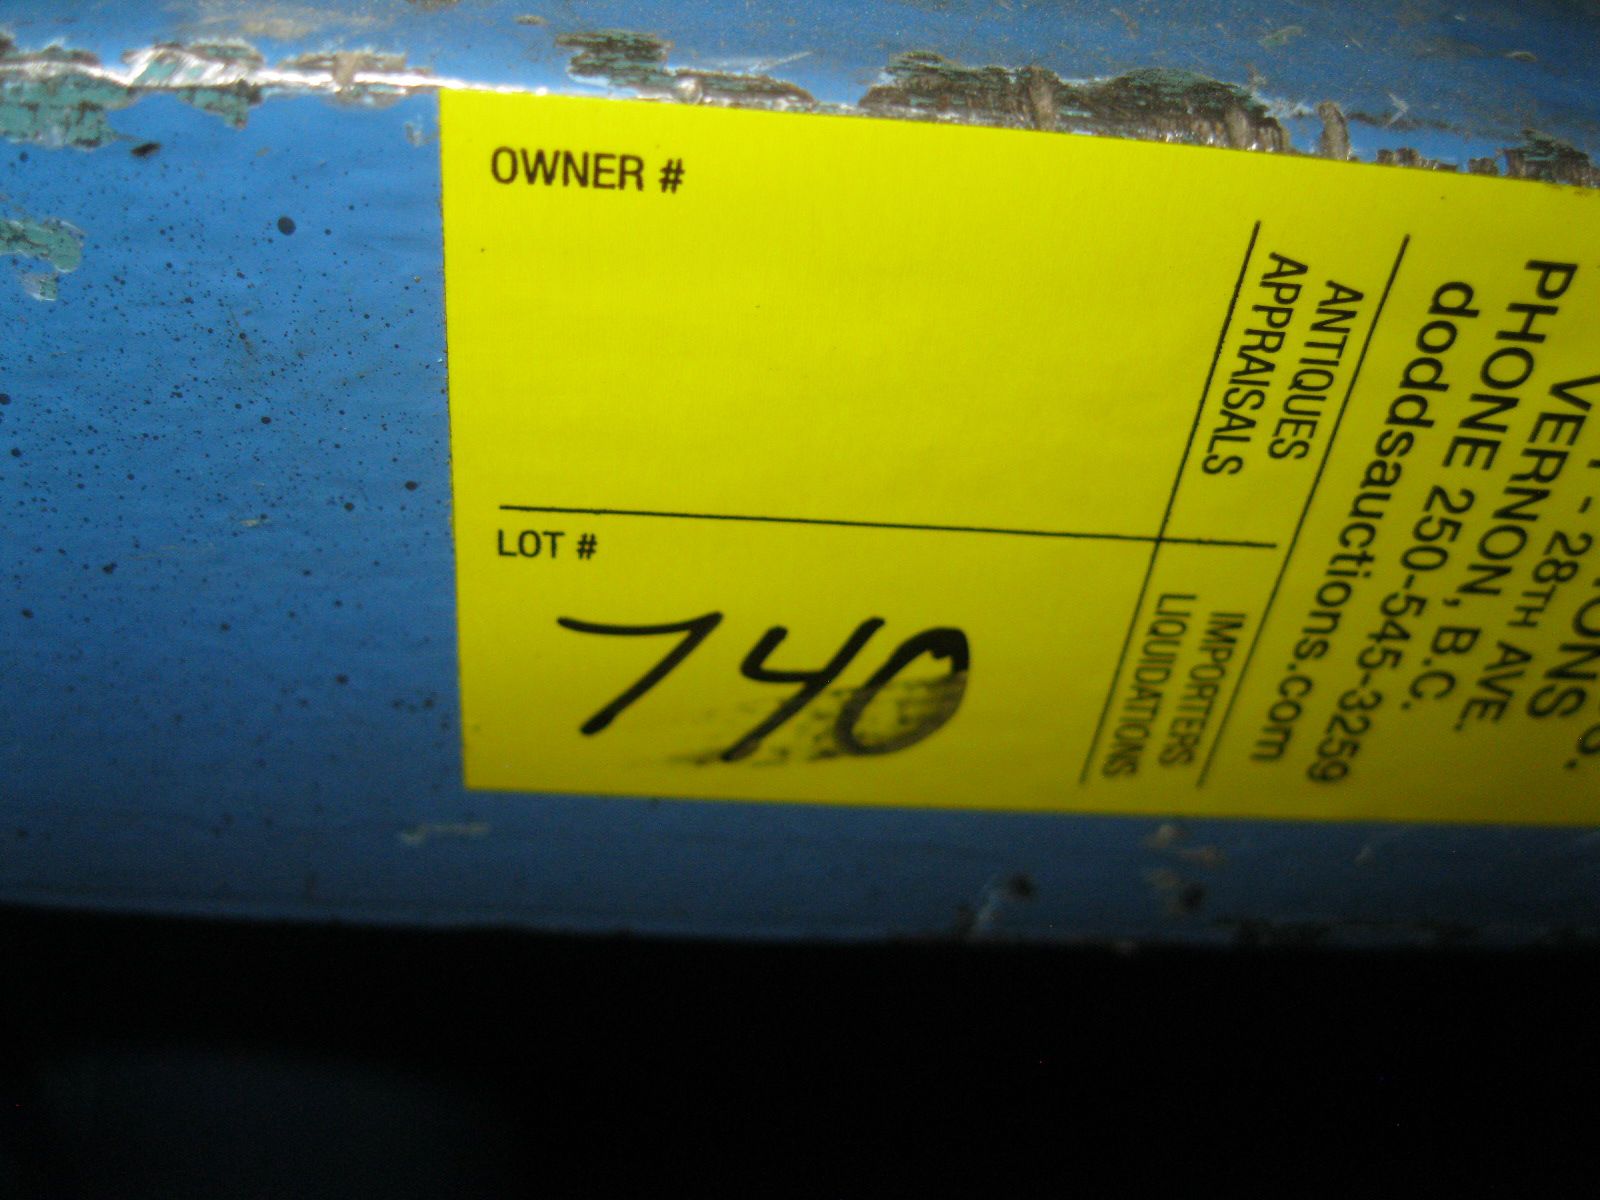 OWNER #
LOT #
740
28TH AVE.
VERNON, B.C.
PHONE 250-545-3259
doddsauctions.com
ANTIQUES IMPORTERS
APPRAISALS LIQUIDATIONS